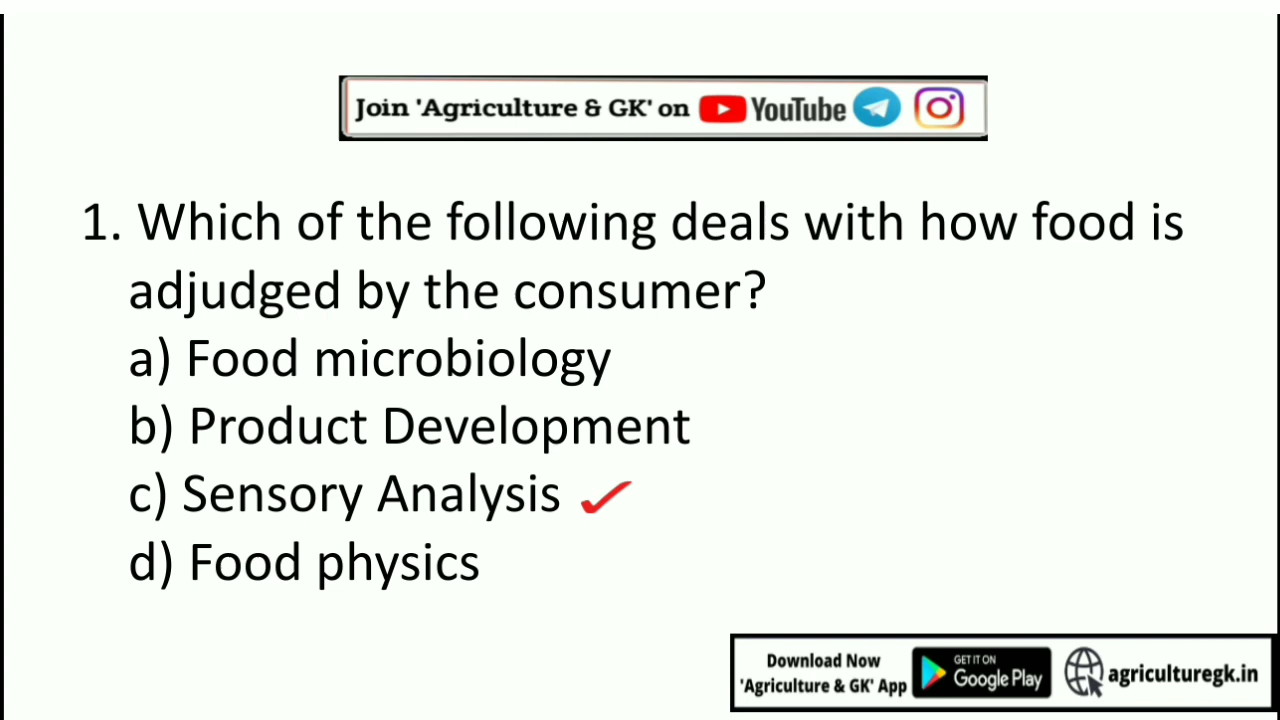 Join 'Agriculture & GK' on YouTube
1. Which of the following deals with how food is
adjudged by the consumer?
a) Food microbiology
b) Product Development
c) Sensory Analysis
d) Food physics
Download Now
'Agriculture & GK' App
GET IT ON
Google Play
agriculturegk.in